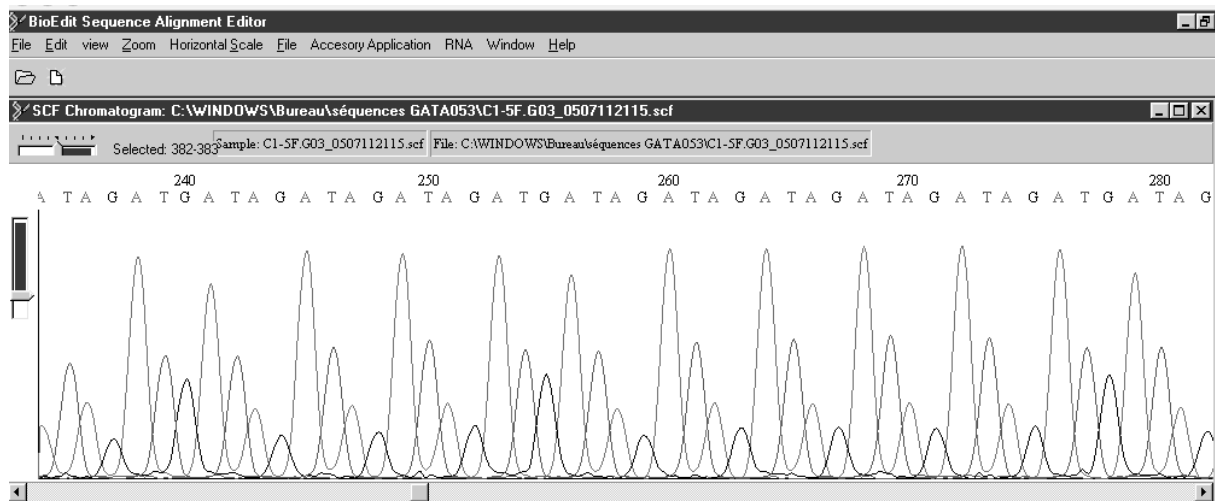 BioEdit Sequence Alignment Editor
File Edit view Zoom Horizontal Scale File Accesory Application RNA Window Help
SCF Chromatogram: C:\WINDOWS\Bureau\séquences GATA053\C1-5F.G03_0507112115.scf
Selected: 382-383 Sample: C1-5F.G03_0507112115.scf File: C:\WINDOWS\Bureau\séquences GATA053\C1-5F.G03_0507112115.scf
240 250 260 270 280
A T A G A T G A T A G A T A G A T A G A T G A T A G A T A G A T A G A T A G A T G A T A G